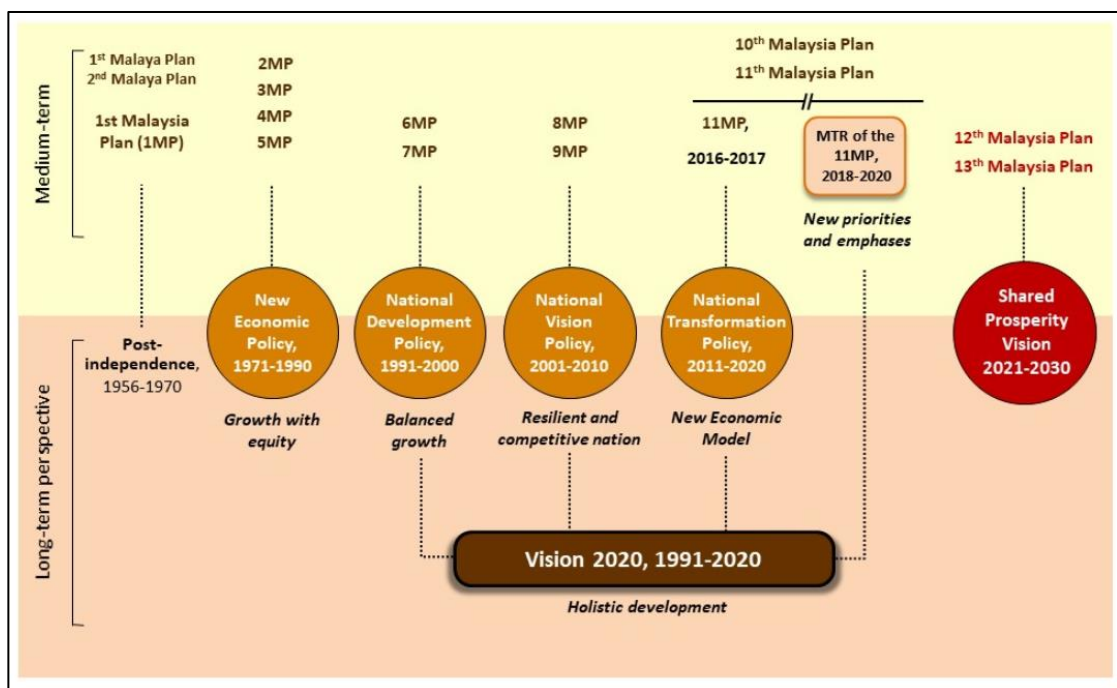 Medium-term
1st Malaya Plan
2nd Malaya Plan
1st Malaysia
Plan (1MP)
2MP
3MP
4MP
5MP
6MP
7MP
8MP
9MP
10th Malaysia Plan
11th Malaysia Plan
11MP,
2016-2017
MTR of the
11MP,
2018-2020
New priorities
and emphases
12th Malaysia Plan
13th Malaysia Plan
Long-term perspective
Post-
independence,
1956-1970
New
Economic
Policy,
1971-1990
Growth with
equity
National
Development
Policy,
1991-2000
Balanced
growth
National
Vision
Policy,
2001-2010
Resilient and
competitive nation
National
Transformation
Policy,
2011-2020
New Economic
Model
Shared
Prosperity
Vision
2021-2030
Vision 2020, 1991-2020
Holistic development